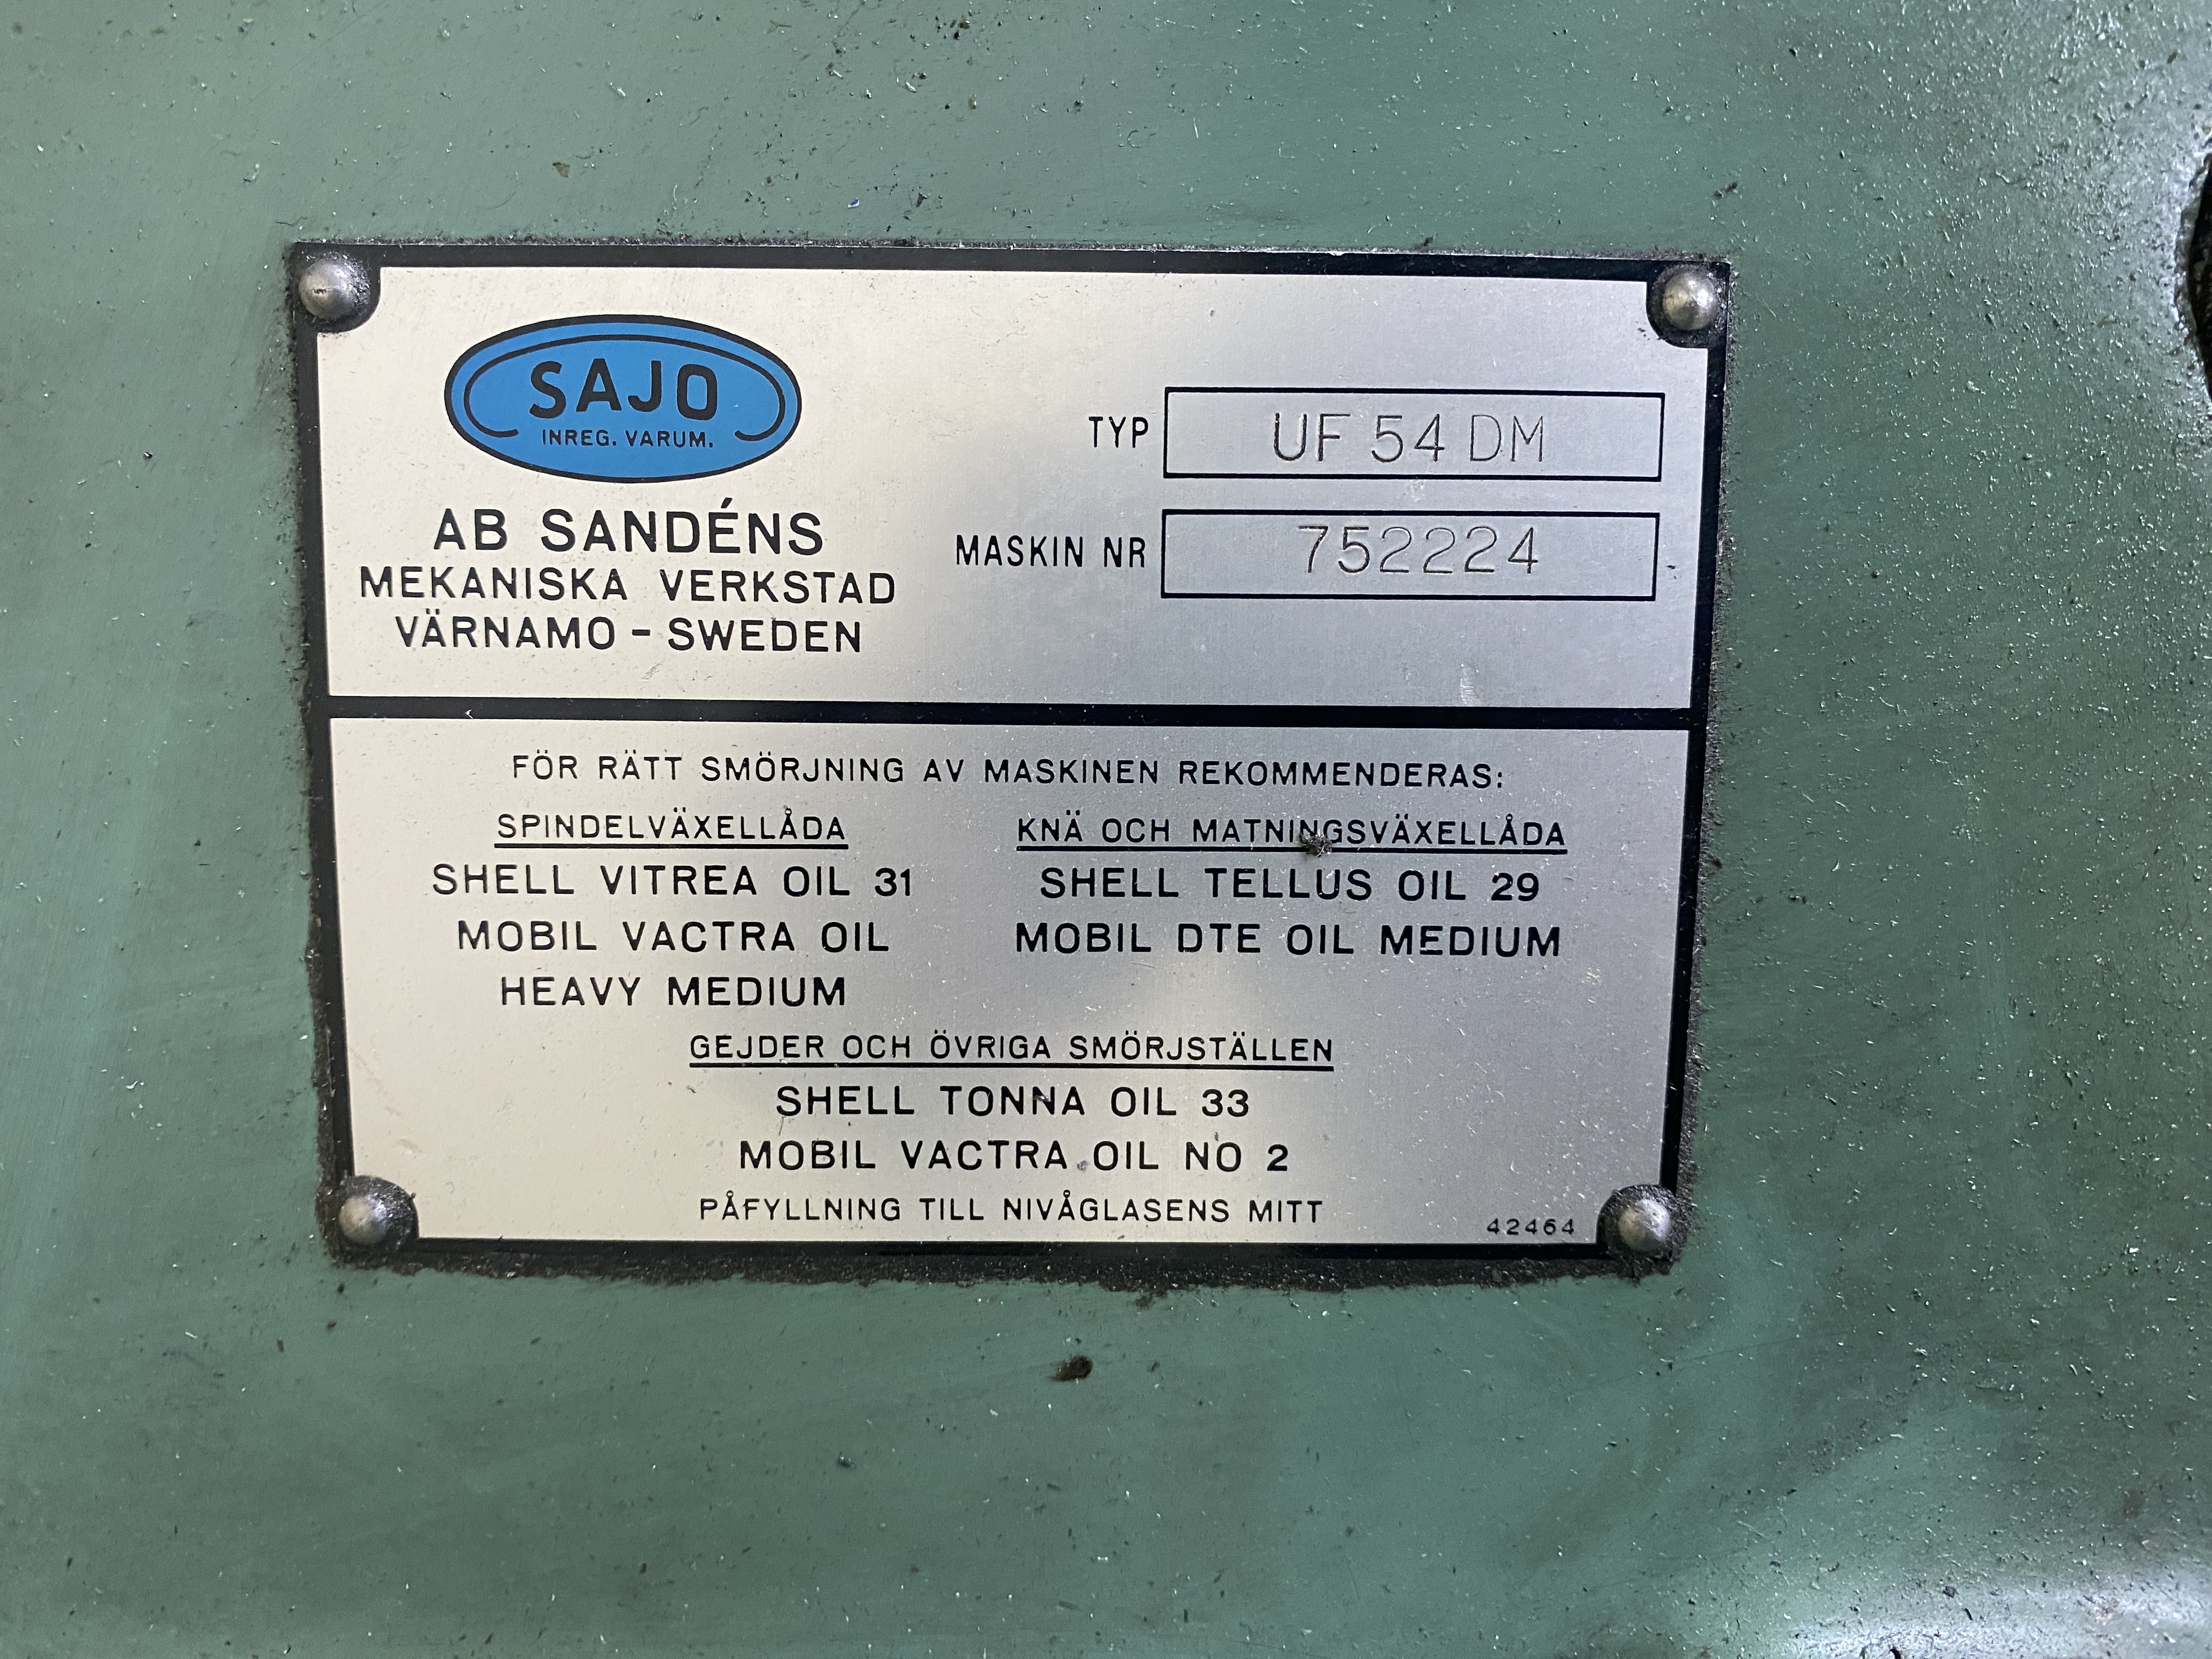 SAJO
INREG. VARUM.
AB SANDÉNS
MEKANISKA VERKSTAD
VÄRNAMO - SWEDEN
TYP UF 54 DM
MASKIN NR 752224
FÖR RÄTT SMÖRJNING AV MASKINEN REKOMMENDERAS:
SPINDELVÄXELLÅDA
SHELL VITREA OIL 31
MOBIL VACTRA OIL
HEAVY MEDIUM
KNÄ OCH MATNINGSVÄXELLÅDA
SHELL TELLUS OIL 29
MOBIL DTE OIL MEDIUM
GEJDER OCH ÖVRIGA SMÖRJSTÄLLEN
SHELL TONNA OIL 33
MOBIL VACTRA OIL NO 2
PÅFYLLNING TILL NIVÅGLASENS MITT
42464